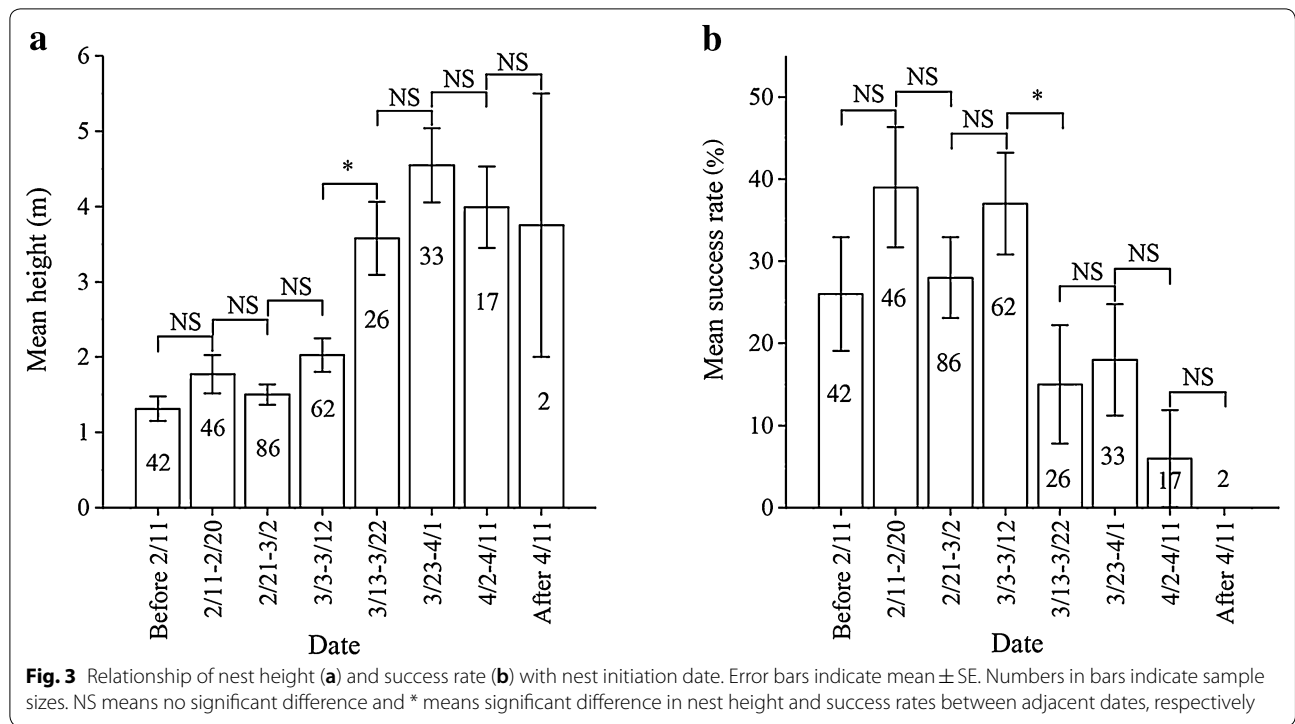 a
6
5
4
3
2
1
0
Mean height (m)
NS
NS
NS
*
NS
NS
NS
42
46
86
62
26
33
17
2
Before 2/11
2/11-2/20
2/21-3/2
3/3-3/12
3/13-3/22
3/23-4/1
4/2-4/11
After 4/11
Date
b
50
40
30
20
10
0
Mean success rate (%)
NS
NS
NS
*
NS
NS
NS
42
46
86
62
26
33
17
2
Before 2/11
2/11-2/20
2/21-3/2
3/3-3/12
3/13-3/22
3/23-4/1
4/2-4/11
After 4/11
Date
Fig. 3 Relationship of nest height (a) and success rate (b) with nest initiation date. Error bars indicate mean ± SE. Numbers in bars indicate sample
sizes. NS means no significant difference and * means significant difference in nest height and success rates between adjacent dates, respectively